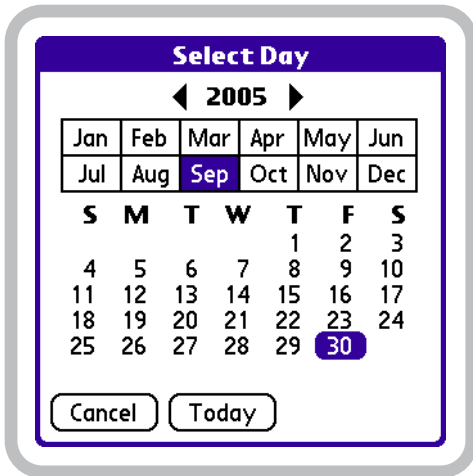 Select Day
2005
Jan Feb Mar Apr May Jun
Jul Aug Sep Oct Nov Dec
S M T W T F S
1 2 3
4 5 6 7 8 9 10
11 12 13 14 15 16 17
18 19 20 21 22 23 24
25 26 27 28 29 30
Cancel Today